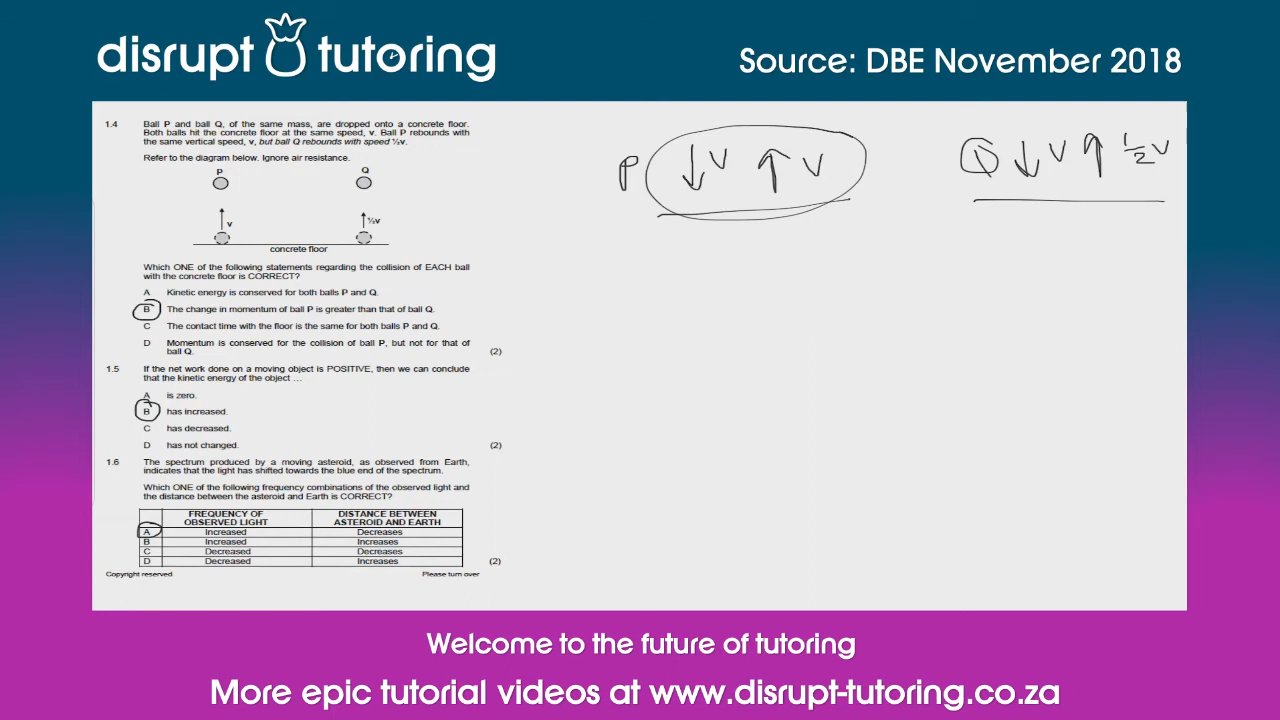 disrupt tutoring
Source: DBE November 2018
1.4 Ball P and ball Q, of the same mass, are dropped onto a concrete floor.
Both balls hit the concrete floor at the same speed, v. Ball P rebounds with
the same vertical speed, v, but ball Q rebounds with speed ½v.
Refer to the diagram below. Ignore air resistance.
P Q
v ½v
concrete floor
Which ONE of the following statements regarding the collision of EACH ball
with the concrete floor is CORRECT?
A Kinetic energy is conserved for both balls P and Q.
B The change in momentum of ball P is greater than that of ball Q.
C The contact time with the floor is the same for both balls P and Q.
D Momentum is conserved for the collision of ball P, but not for that of
ball Q. (2)
1.5 If the net work done on a moving object is POSITIVE, then we can conclude
that the kinetic energy of the object …
A is zero.
B has increased.
C has decreased.
D has not changed. (2)
1.6 The spectrum produced by a moving asteroid, as observed from Earth,
indicates that the light has shifted towards the blue end of the spectrum.
Which ONE of the following frequency combinations of the observed light and
the distance between the asteroid and Earth is CORRECT?
FREQUENCY OF DISTANCE BETWEEN
OBSERVED LIGHT ASTEROID AND EARTH
A Increased Decreases
B Increased Increases
C Decreased Decreases
D Decreased Increases (2)
Copyright reserved Please turn over
P ↓ v ↑ v
Q ↓ v ↑ ½ v
Welcome to the future of tutoring
More epic tutorial videos at www.disrupt-tutoring.co.za